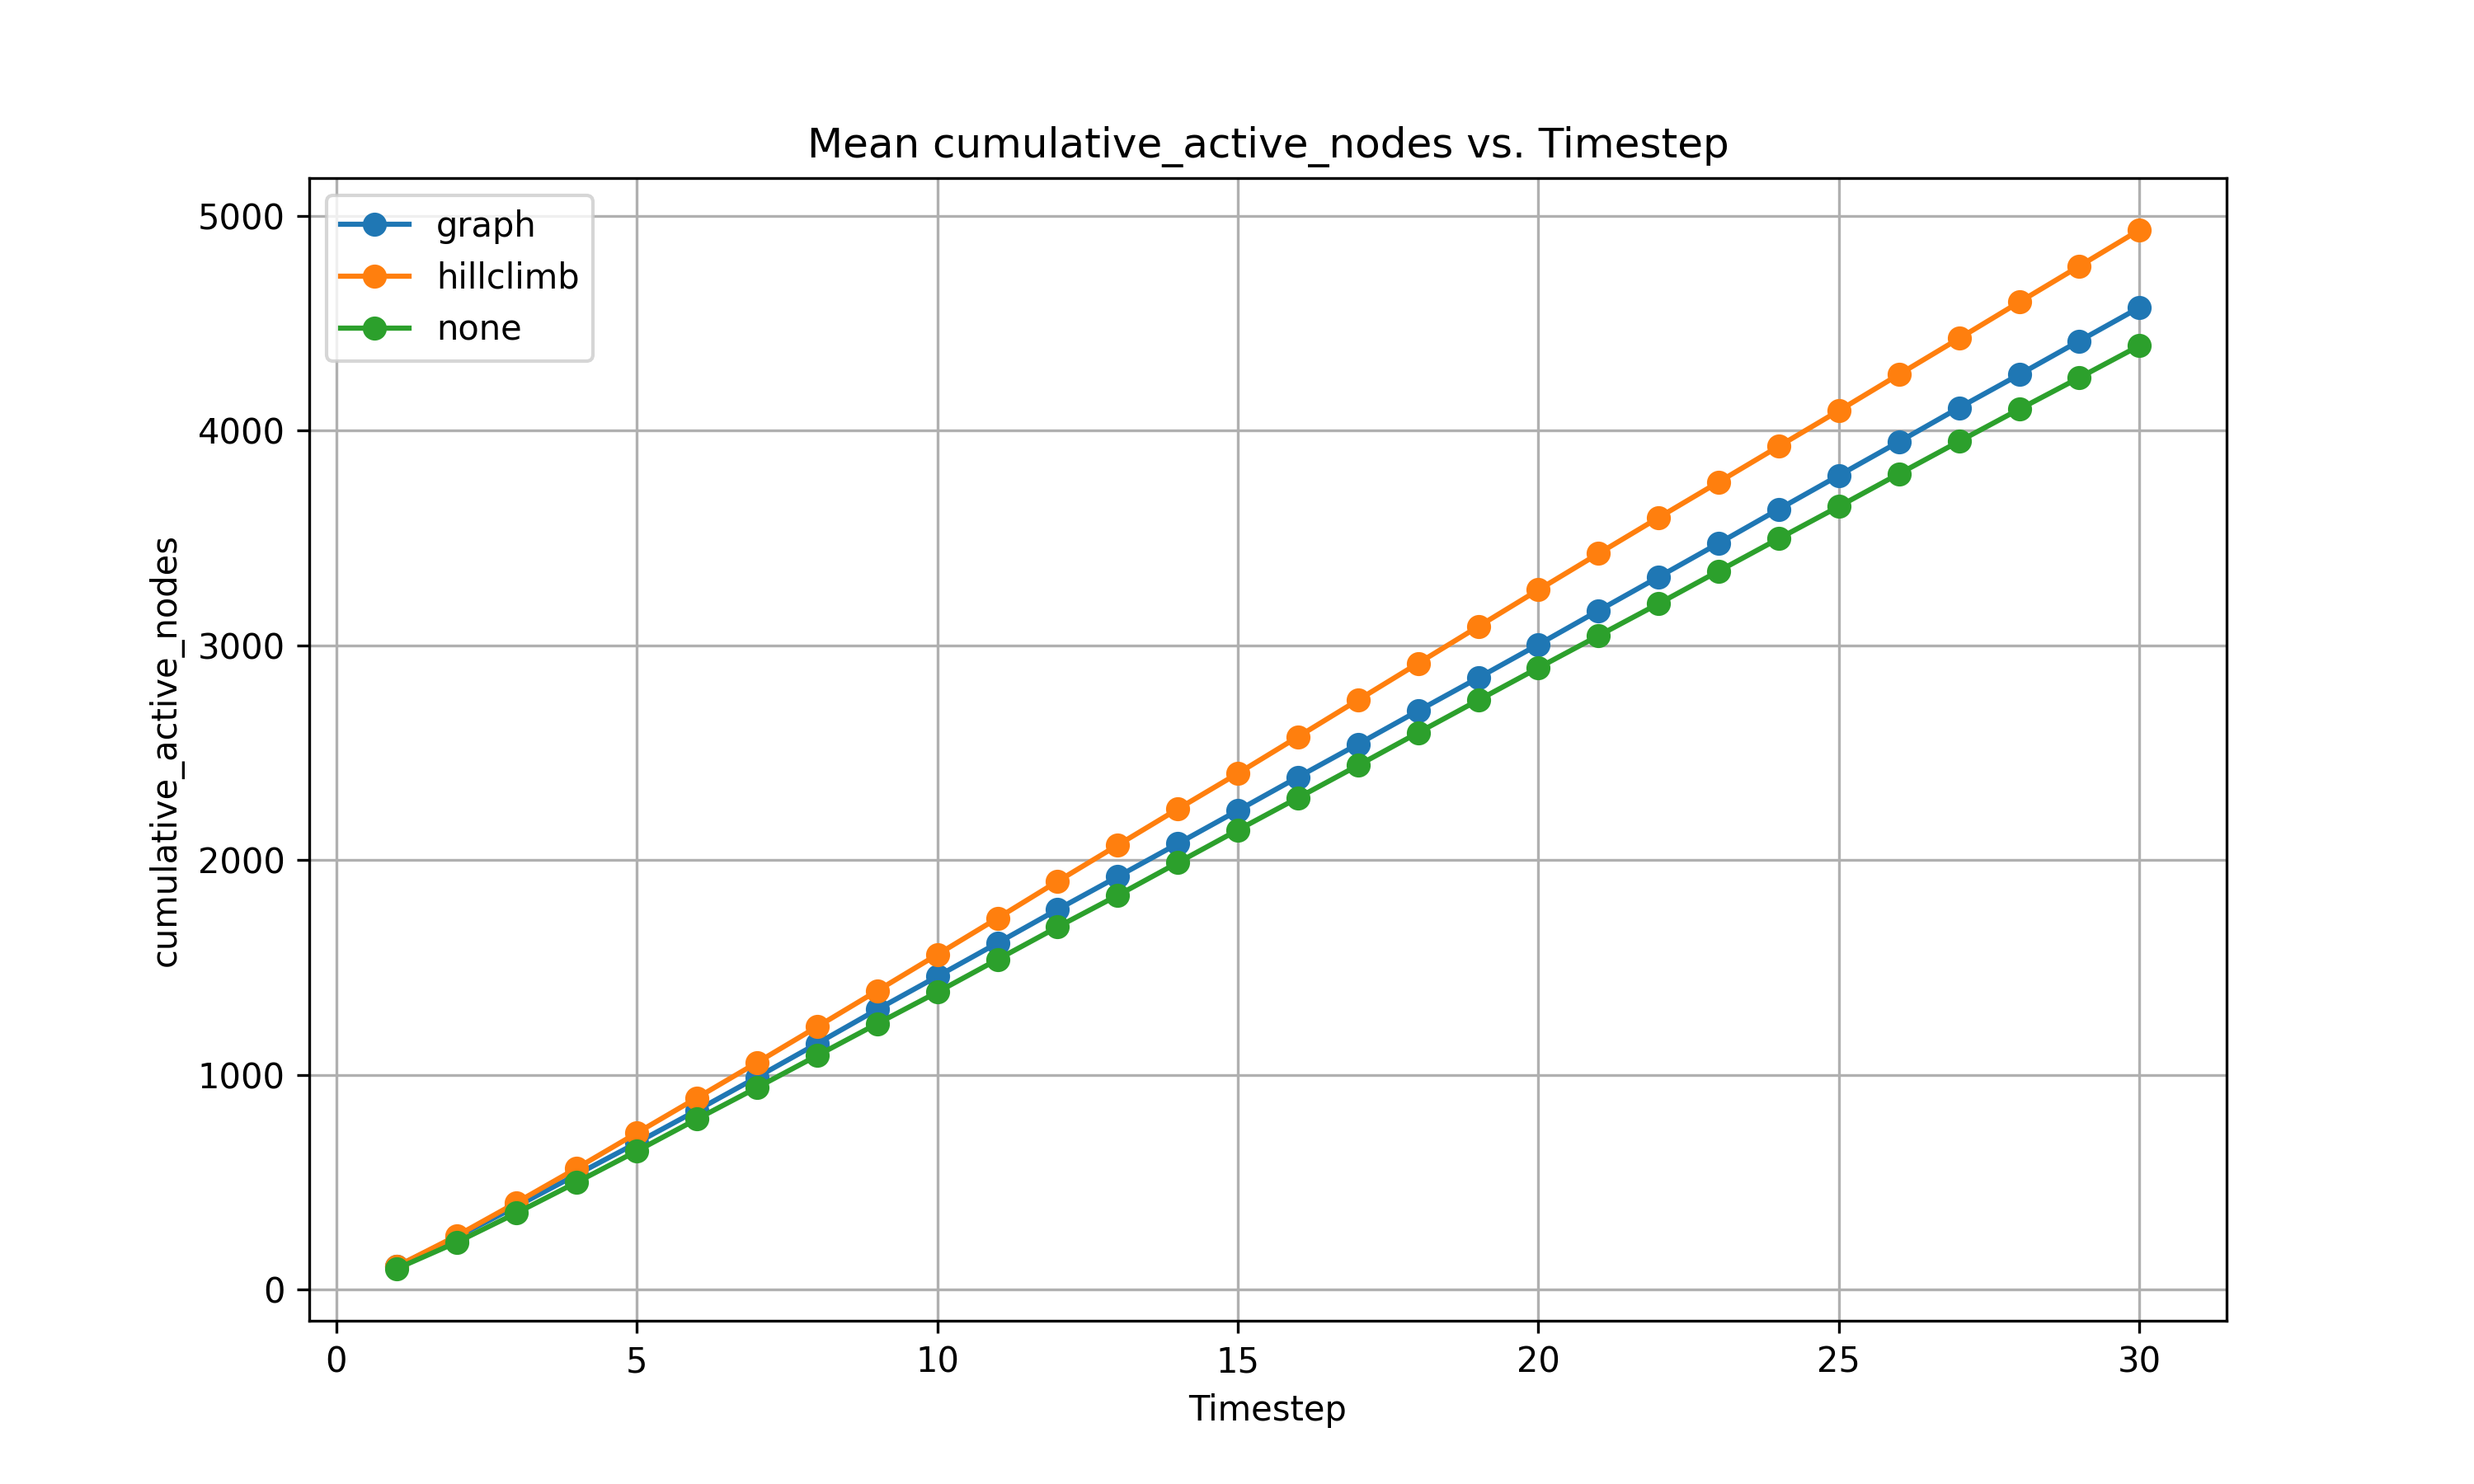 Mean cumulative_active_nodes vs. Timestep
graph
hillclimb
none
cumulative_active_nodes
5000
4000
3000
2000
1000
0
0 5 10 15 20 25 30
Timestep